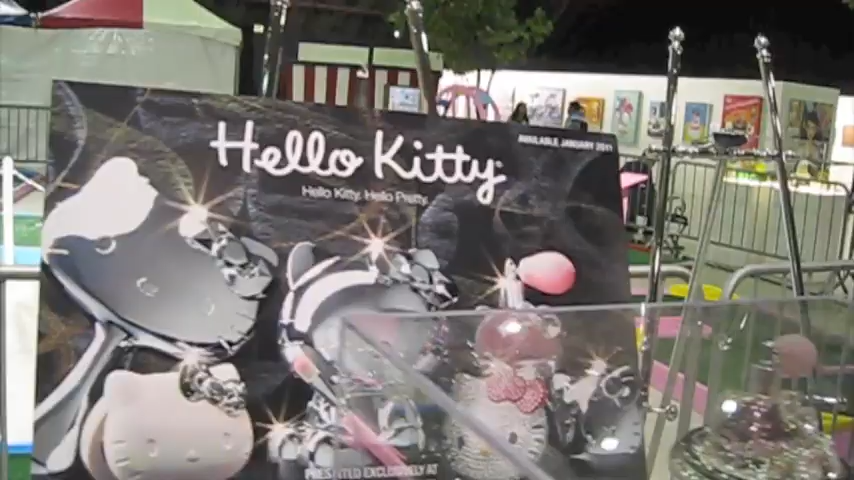 Hello Kitty®
AVAILABLE JANUARY 2011
Hello Kitty. Hello Pretty.
PRESENTED EXCLUSIVELY AT